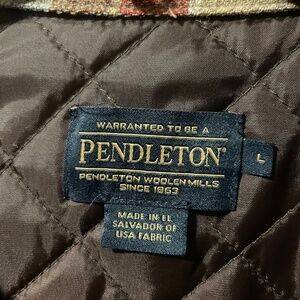 WARRANTED TO BE A
PENDLETON®
L
PENDLETON WOOLEN MILLS
SINCE 1863
MADE IN EL
SALVADOR OF
USA FABRIC